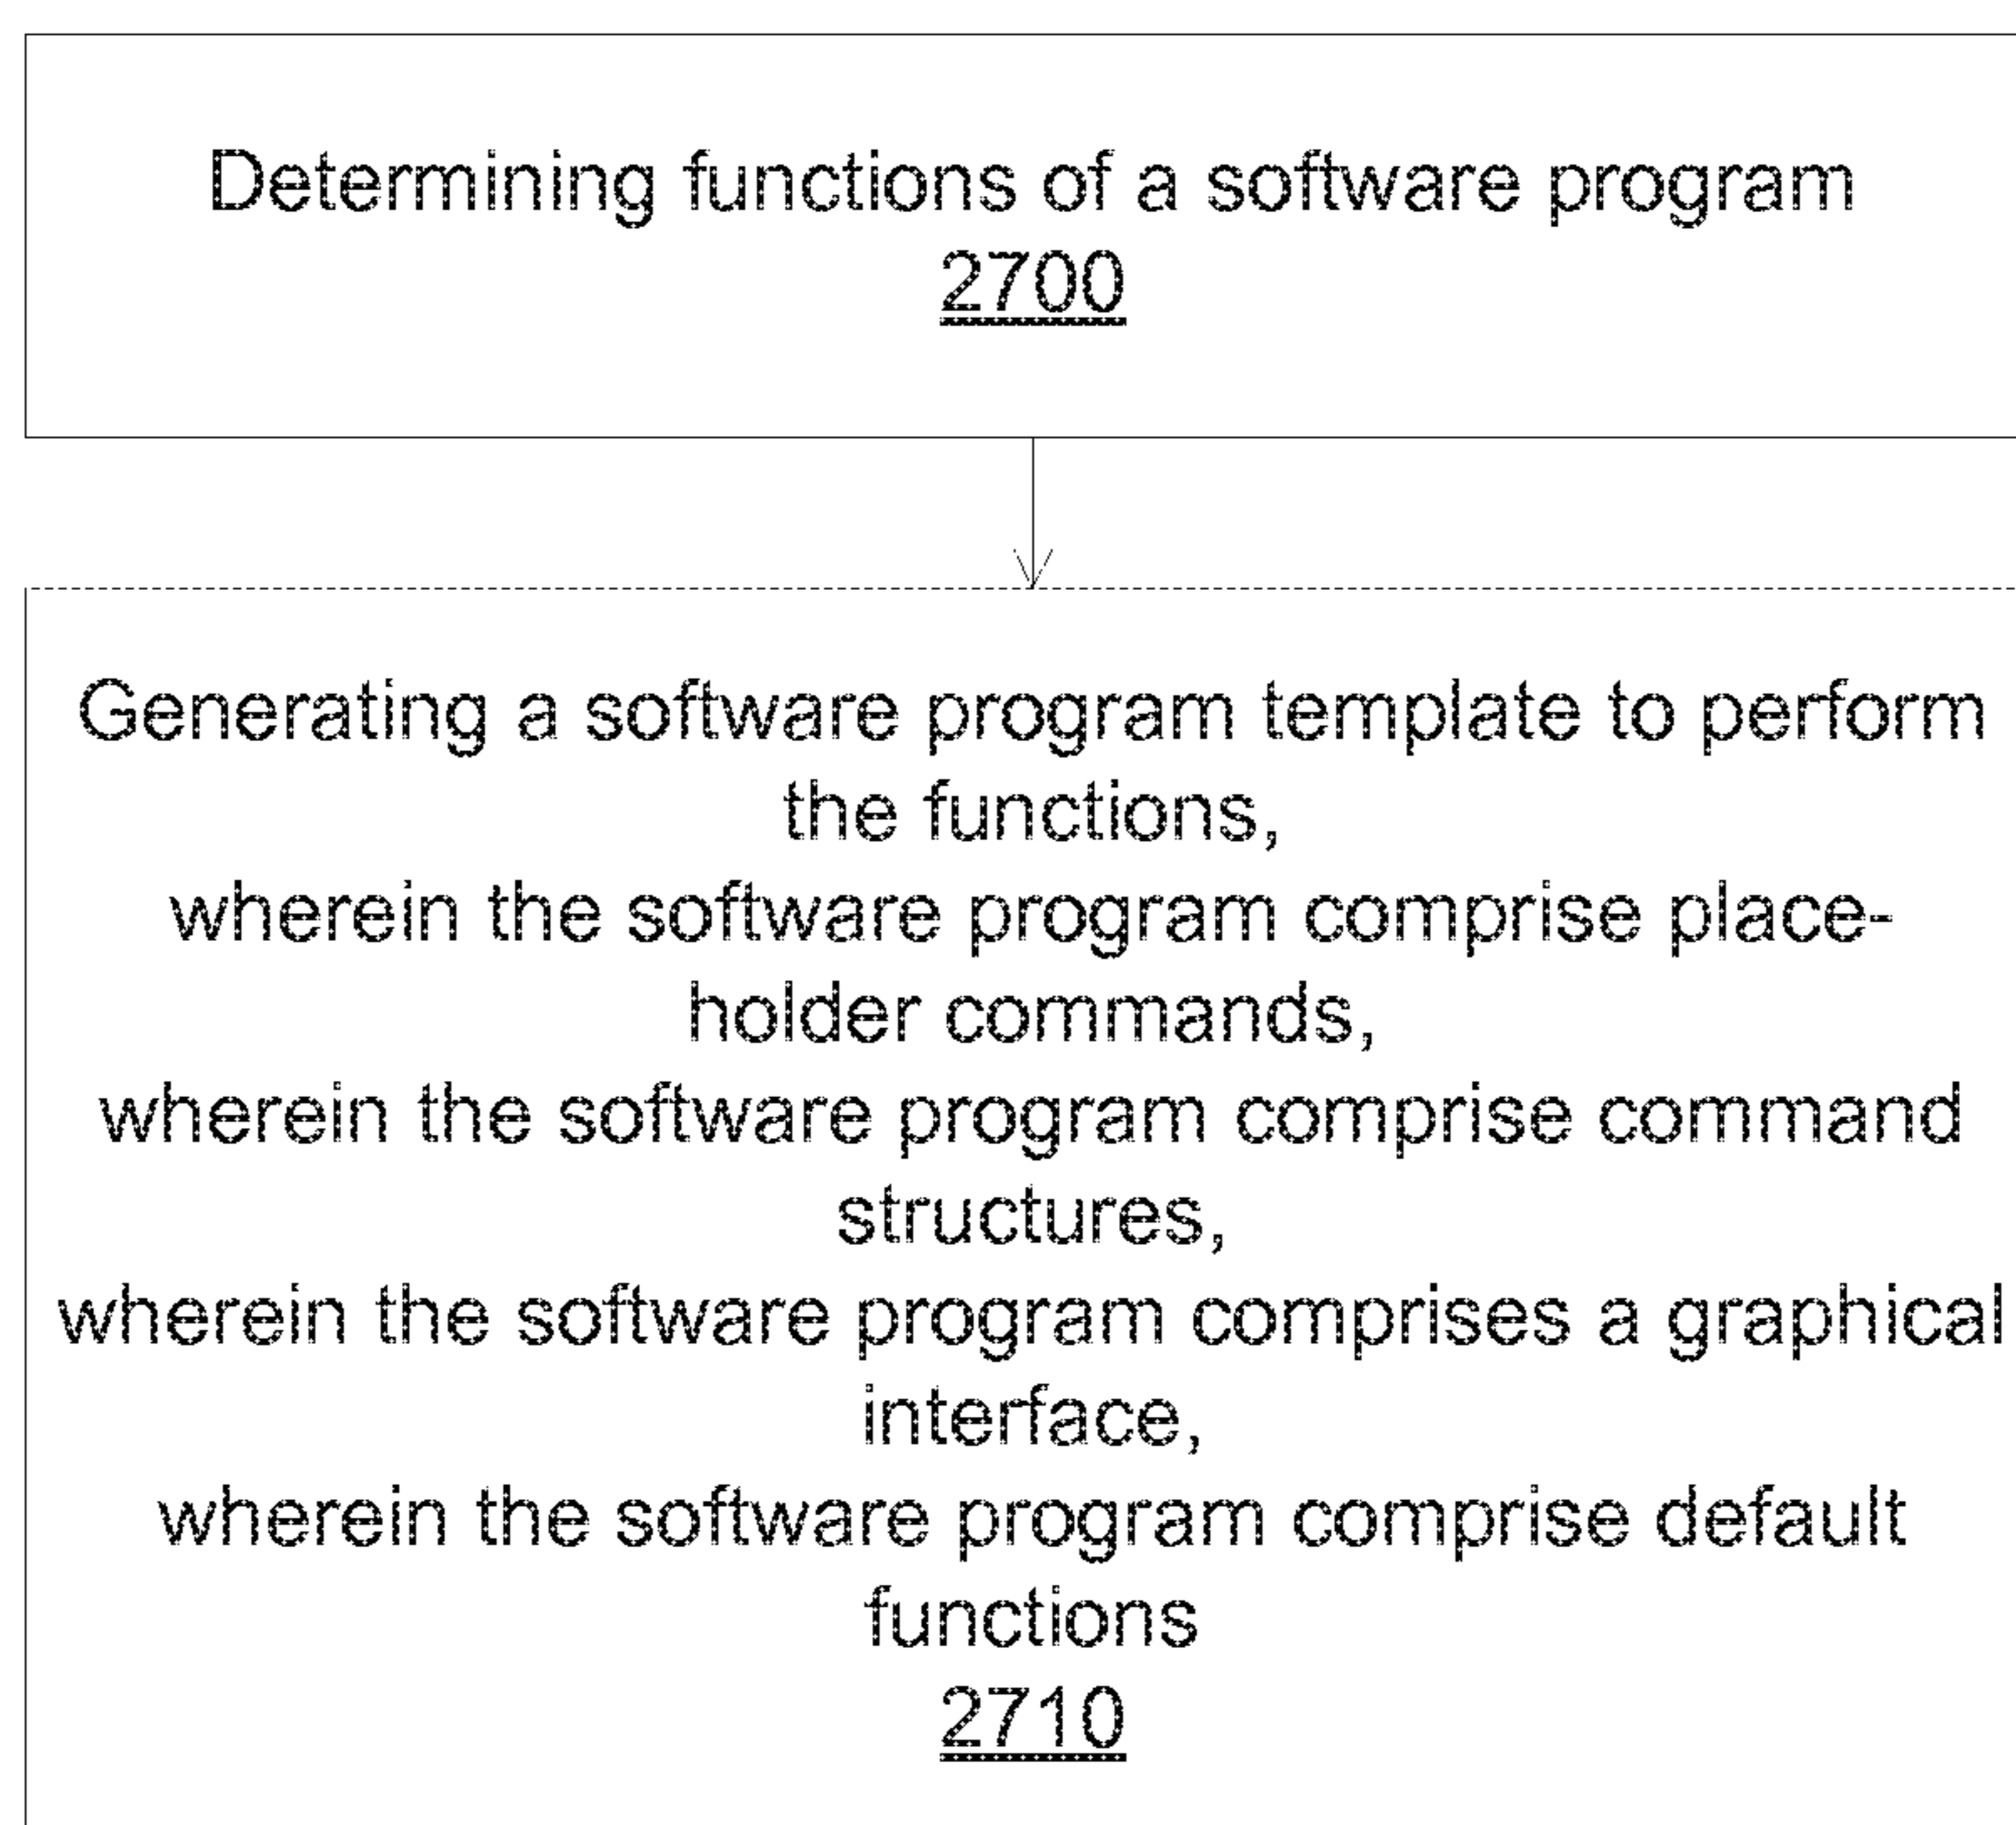 Determining functions of a software program
2700
Generating a software program template to perform
the functions,
wherein the software program comprise place-
holder commands,
wherein the software program comprise command
structures,
wherein the software program comprises a graphical
interface,
wherein the software program comprise default
functions
2710